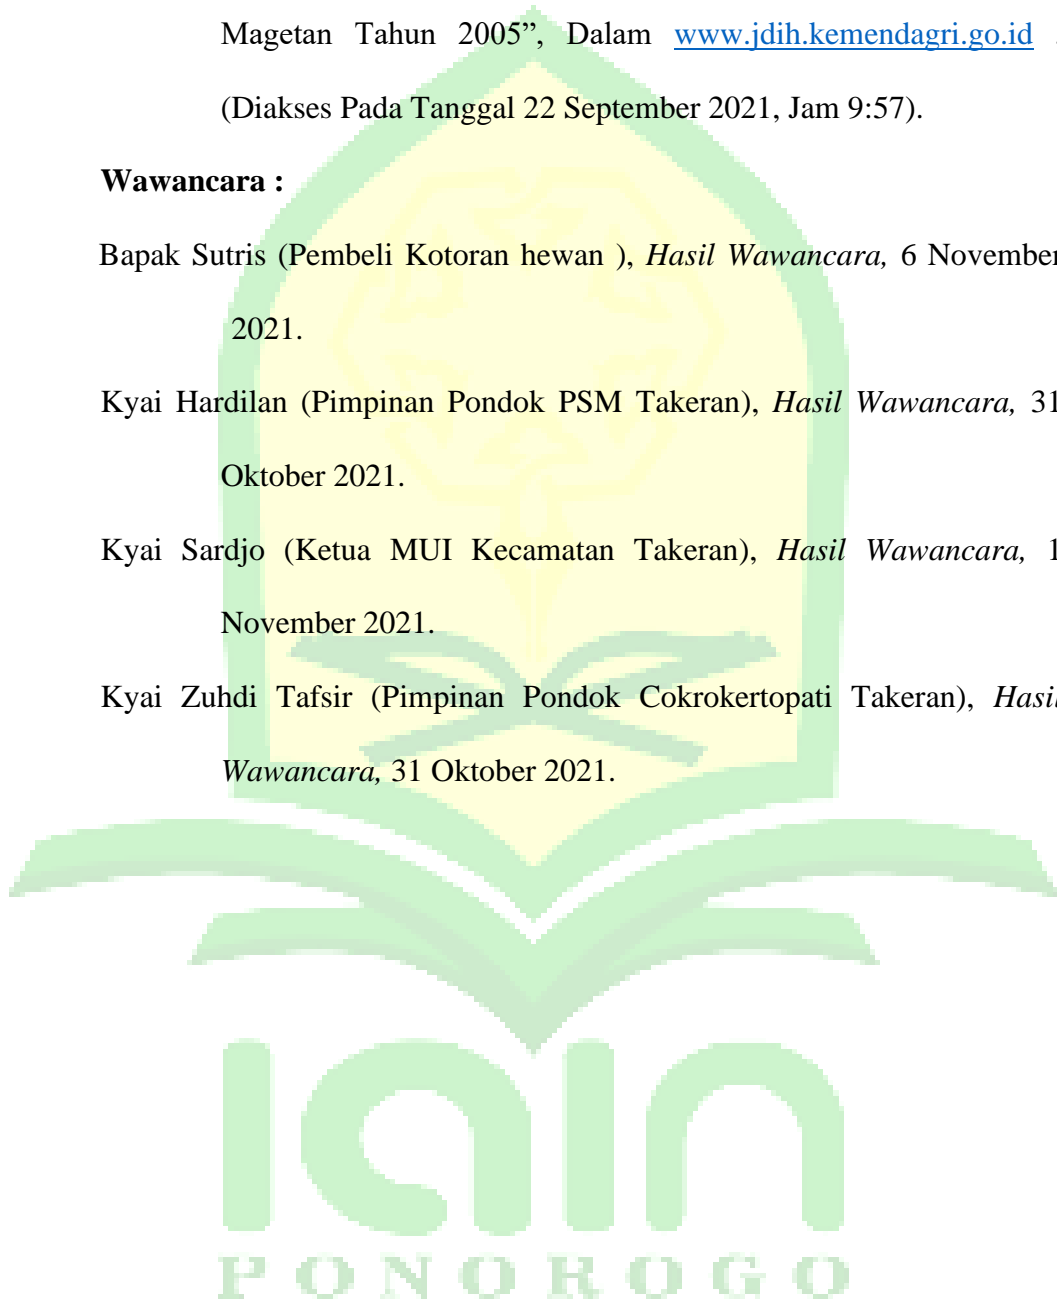 Magetan Tahun 2005”, Dalam www.jdih.kemendagri.go.id
(Diakses Pada Tanggal 22 September 2021, Jam 9:57).
Wawancara :
Bapak Sutris (Pembeli Kotoran hewan ), Hasil Wawancara, 6 November
2021.
Kyai Hardilan (Pimpinan Pondok PSM Takeran), Hasil Wawancara, 31
Oktober 2021.
Kyai Sardjo (Ketua MUI Kecamatan Takeran), Hasil Wawancara, 1
November 2021.
Kyai Zuhdi Tafsir (Pimpinan Pondok Cokrokertopati Takeran), Hasil
Wawancara, 31 Oktober 2021.
iain
PONOROGO